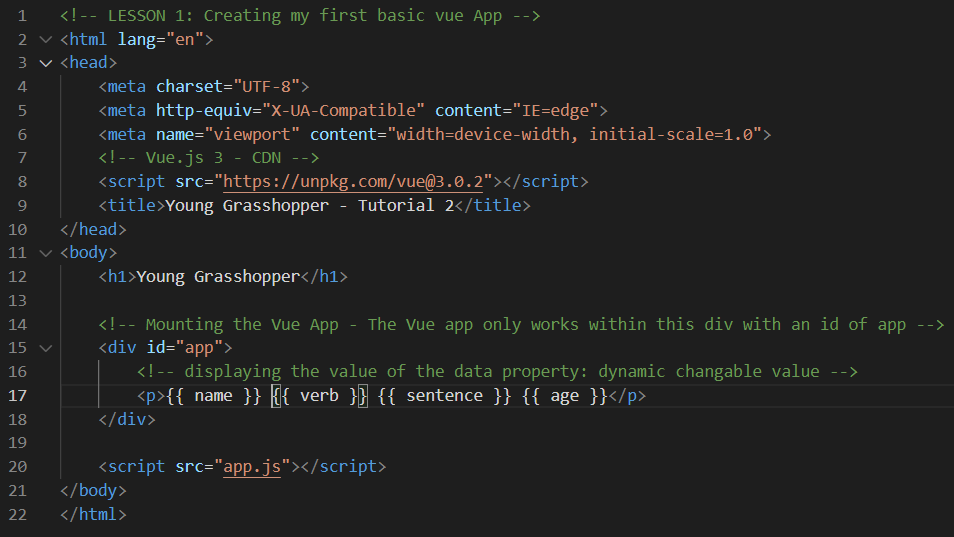 1 <!-- LESSON 1: Creating my first basic vue App -->
2 <html lang="en">
3 <head>
4     <meta charset="UTF-8">
5     <meta http-equiv="X-UA-Compatible" content="IE=edge">
6     <meta name="viewport" content="width=device-width, initial-scale=1.0">
7     <!-- Vue.js 3 - CDN -->
8     <script src="https://unpkg.com/vue@3.0.2"></script>
9     <title>Young Grasshopper - Tutorial 2</title>
10 </head>
11 <body>
12     <h1>Young Grasshopper</h1>
13
14     <!-- Mounting the Vue App - The Vue app only works within this div with an id of app -->
15     <div id="app">
16         <!-- displaying the value of the data property: dynamic changable value -->
17         <p>{{ name }} {{ verb }} {{ sentence }} {{ age }}</p>
18     </div>
19
20     <script src="app.js"></script>
21 </body>
22 </html>